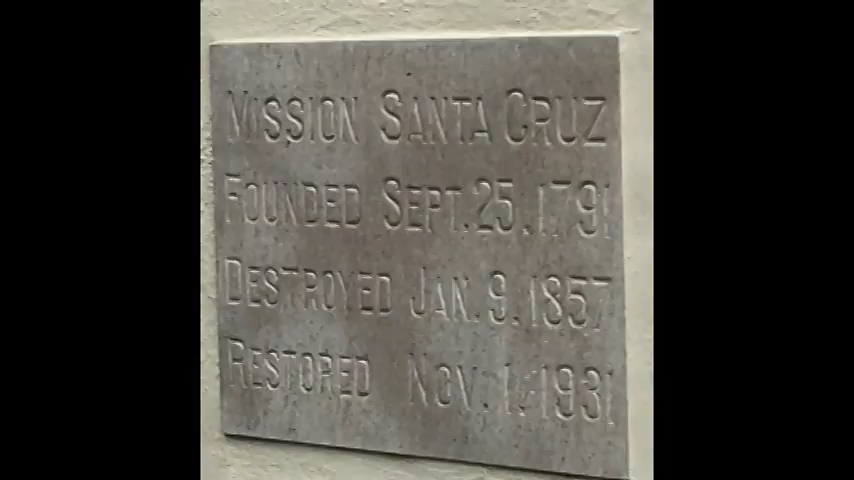 MISSION SANTA CRUZ
FOUNDED SEPT. 25. 1791
DESTROYED JAN. 9. 1857
RESTORED NOV. 1. 1931